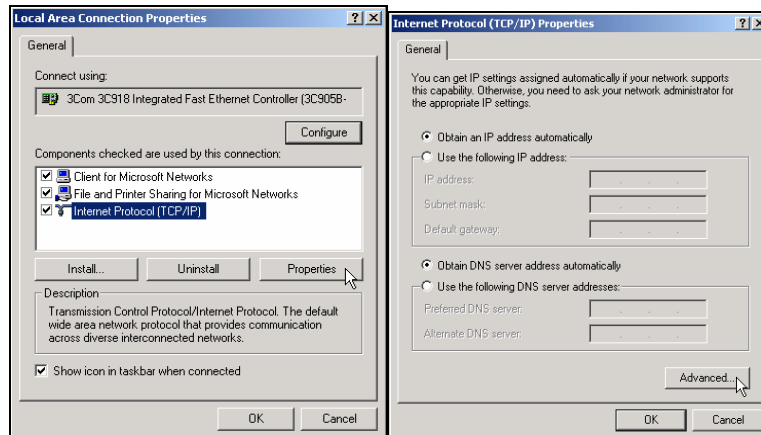 Local Area Connection Properties
General
Connect using:
3Com 3C918 Integrated Fast Ethernet Controller (3C905B-
Configure
Components checked are used by this connection:
Client for Microsoft Networks
File and Printer Sharing for Microsoft Networks
Internet Protocol (TCP/IP)
Install...
Uninstall
Properties
Description
Transmission Control Protocol/Internet Protocol. The default
wide area network protocol that provides communication
across diverse interconnected networks.
Show icon in taskbar when connected
OK
Cancel
Internet Protocol (TCP/IP) Properties
General
You can get IP settings assigned automatically if your network supports
this capability. Otherwise, you need to ask your network administrator for
the appropriate IP settings.
Obtain an IP address automatically
Use the following IP address:
IP address:
Subnet mask:
Default gateway:
Obtain DNS server address automatically
Use the following DNS server addresses:
Preferred DNS server:
Alternate DNS server:
Advanced...
OK
Cancel